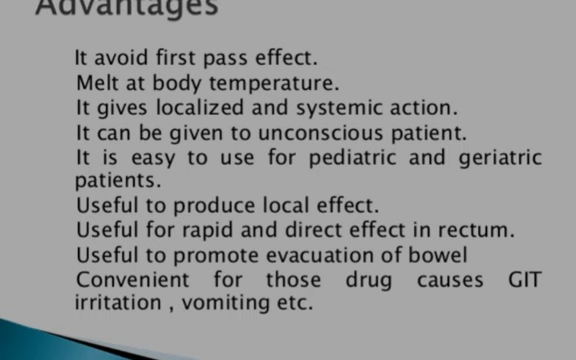 Advantages
It avoid first pass effect.
Melt at body temperature.
It gives localized and systemic action.
It can be given to unconscious patient.
It is easy to use for pediatric and geriatric
patients.
Useful to produce local effect.
Useful for rapid and direct effect in rectum.
Useful to promote evacuation of bowel
Convenient for those drug causes GIT
irritation , vomiting etc.